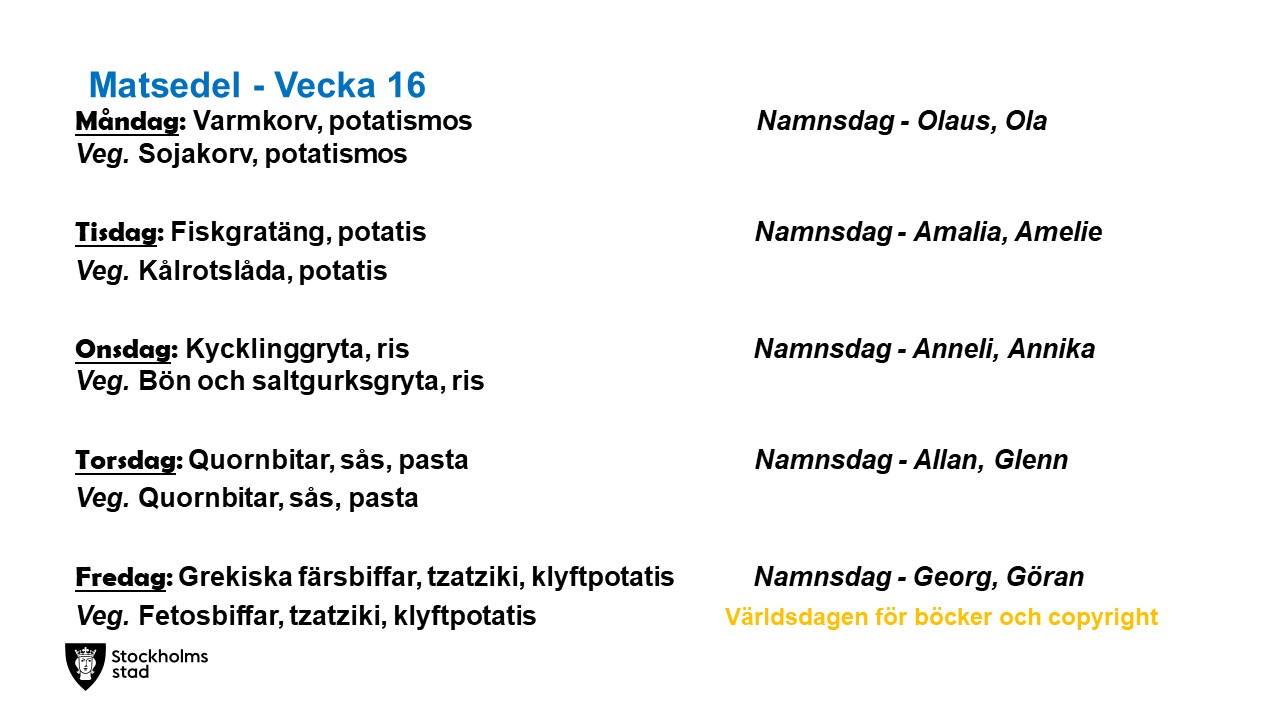 Matsedel - Vecka 16
Måndag: Varmkorv, potatismos Namnsdag - Olaus, Ola
Veg. Sojakorv, potatismos
Tisdag: Fiskgratäng, potatis Namnsdag - Amalia, Amelie
Veg. Kålrotslåda, potatis
Onsdag: Kycklinggryta, ris Namnsdag - Anneli, Annika
Veg. Bön och saltgurksgryta, ris
Torsdag: Quornbitar, sås, pasta Namnsdag - Allan, Glenn
Veg. Quornbitar, sås, pasta
Fredag: Grekiska färsbiffar, tzatziki, klyftpotatis Namnsdag - Georg, Göran
Veg. Fetosbiffar, tzatziki, klyftpotatis Världsdagen för böcker och copyright
Stockholms
stad